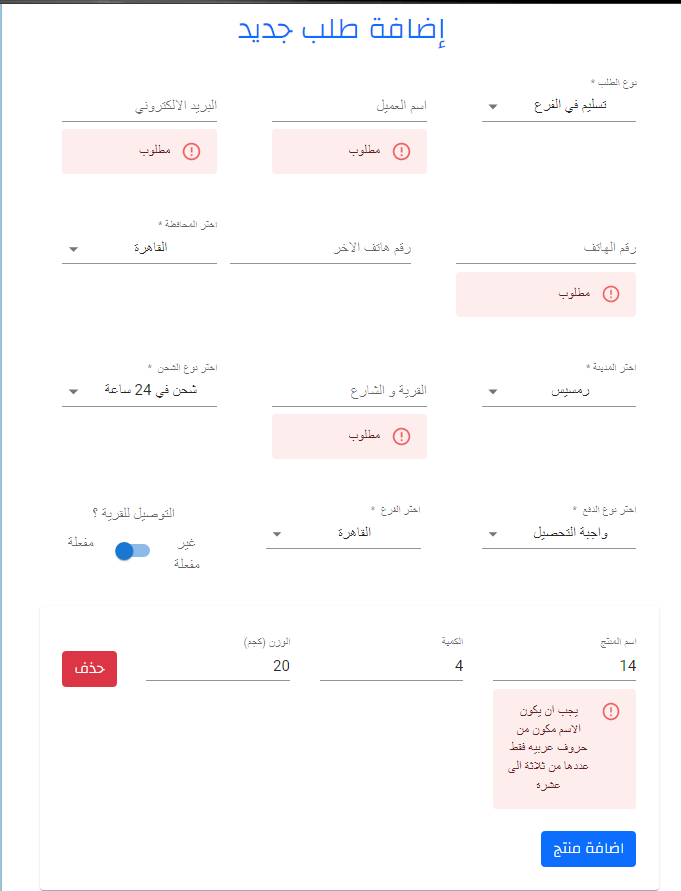 إضافة طلب جديد
نوع الطلب *
تسليم في الفرع
اسم العميل
البريد الالكتروني
مطلوب
مطلوب
اختر المحافظة *
رقم الهاتف
رقم هاتف الاخر
القاهرة
مطلوب
اختر المدينة *
اختر نوع الشحن *
رمسيس
القرية و الشارع
شحن في 24 ساعة
مطلوب
اختر نوع الدفع *
اختر الفرع *
التوصيل للقرية ؟
واجبة التحصيل
القاهرة
غير
مفعلة
مفعلة
اسم المنتج
الكمية
الوزن (كجم)
14
4
20
حذف
يجب ان يكون
الاسم مكون من
حروف عربيه فقط
عددها من ثلاثة الى
عشرة
اضافة منتج